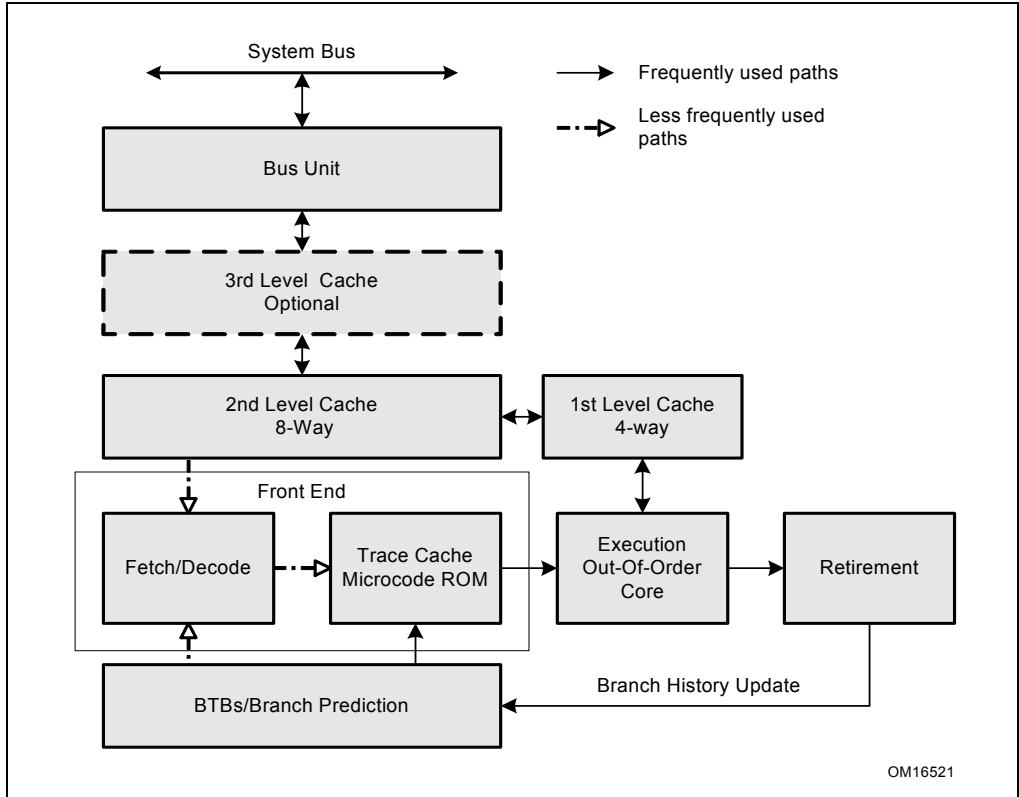 System Bus
Frequently used paths
Less frequently used
paths
Bus Unit
3rd Level Cache
Optional
2nd Level Cache
8-Way
1st Level Cache
4-way
Front End
Fetch/Decode
Trace Cache
Microcode ROM
Execution
Out-Of-Order
Core
Retirement
BTBs/Branch Prediction
Branch History Update
OM16521